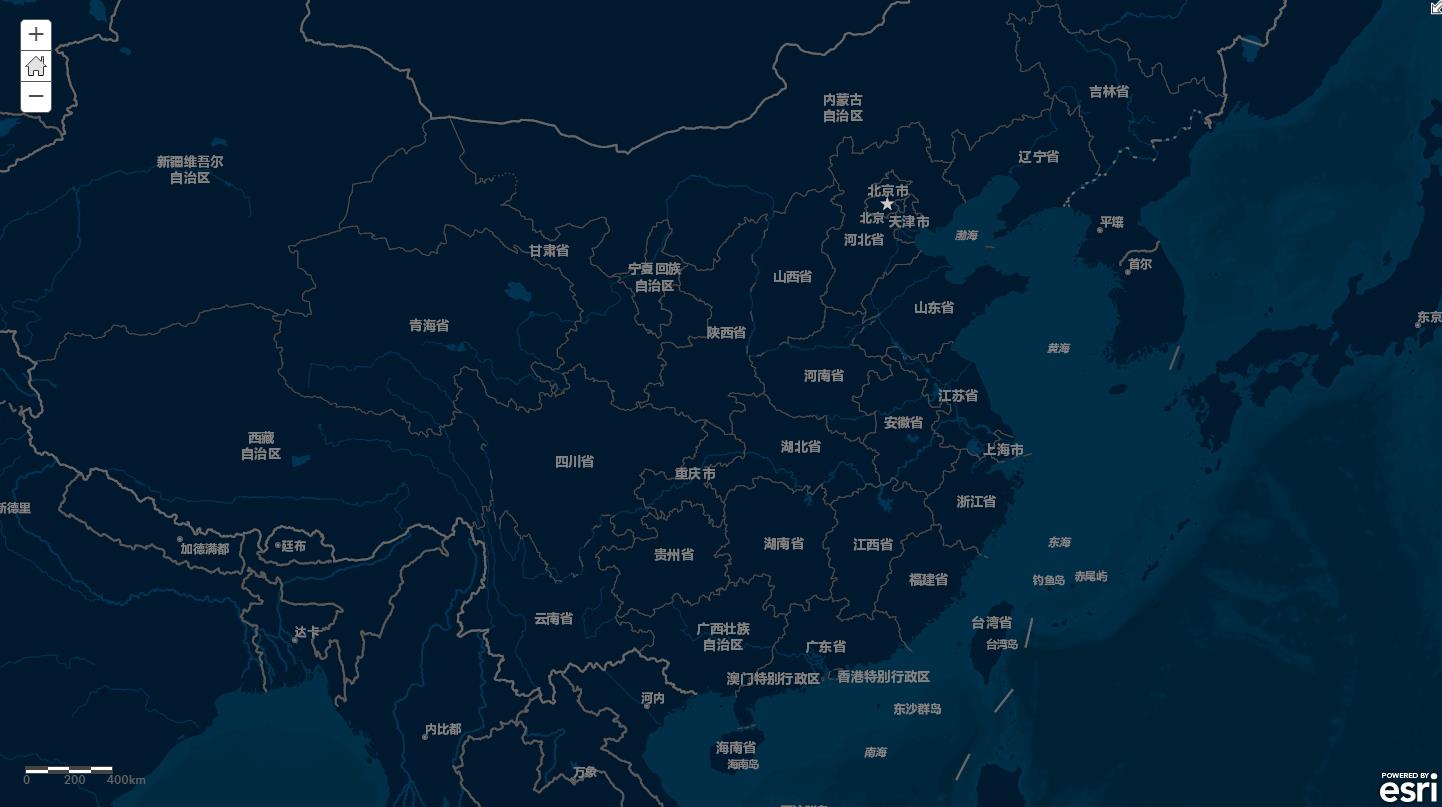 +
−
内蒙古
自治区
吉林省
新疆维吾尔
自治区
辽宁省
北京市
北京
天津市
平壤
渤海
河北省
甘肃省
首尔
宁夏回族
自治区
山西省
山东省
东京
青海省
陕西省
黄海
河南省
江苏省
安徽省
西藏
自治区
湖北省
上海市
四川省
重庆市
浙江省
新德里
加德满都
廷布
贵州省
湖南省
江西省
东海
福建省
钓鱼岛
赤尾屿
云南省
达卡
广西壮族
自治区
台湾省
台湾岛
广东省
澳门特别行政区
香港特别行政区
河内
东沙群岛
内比都
海南省
海南岛
南海
万象
0 200 400km
POWERED BY
esri